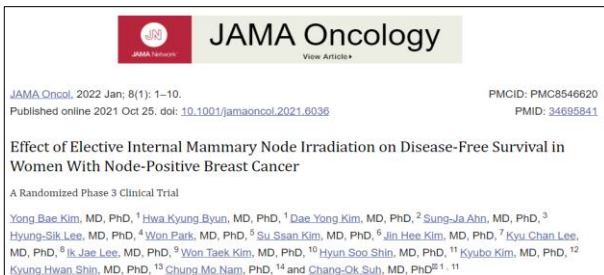 JN
JAMA Network
JAMA Oncology
View Article▸
JAMA Oncol. 2022 Jan; 8(1): 1–10.
PMCID: PMC8546620
Published online 2021 Oct 25. doi: 10.1001/jamaoncol.2021.6036
PMID: 34695841
Effect of Elective Internal Mammary Node Irradiation on Disease-Free Survival in
Women With Node-Positive Breast Cancer
A Randomized Phase 3 Clinical Trial
Yong Bae Kim, MD, PhD, 1 Hwa Kyung Byun, MD, PhD, 1 Dae Yong Kim, MD, PhD, 2 Sung-Ja Ahn, MD, PhD, 3
Hyung-Sik Lee, MD, PhD, 4 Won Park, MD, PhD, 5 Su Ssan Kim, MD, PhD, 6 Jin Hee Kim, MD, PhD, 7 Kyu Chan Lee,
MD, PhD, 8 Ik Jae Lee, MD, PhD, 9 Won Taek Kim, MD, PhD, 10 Hyun Soo Shin, MD, PhD, 11 Kyubo Kim, MD, PhD, 12
Kyung Hwan Shin, MD, PhD, 13 Chung Mo Nam, PhD, 14 and Chang-Ok Suh, MD, PhD 1 , 11